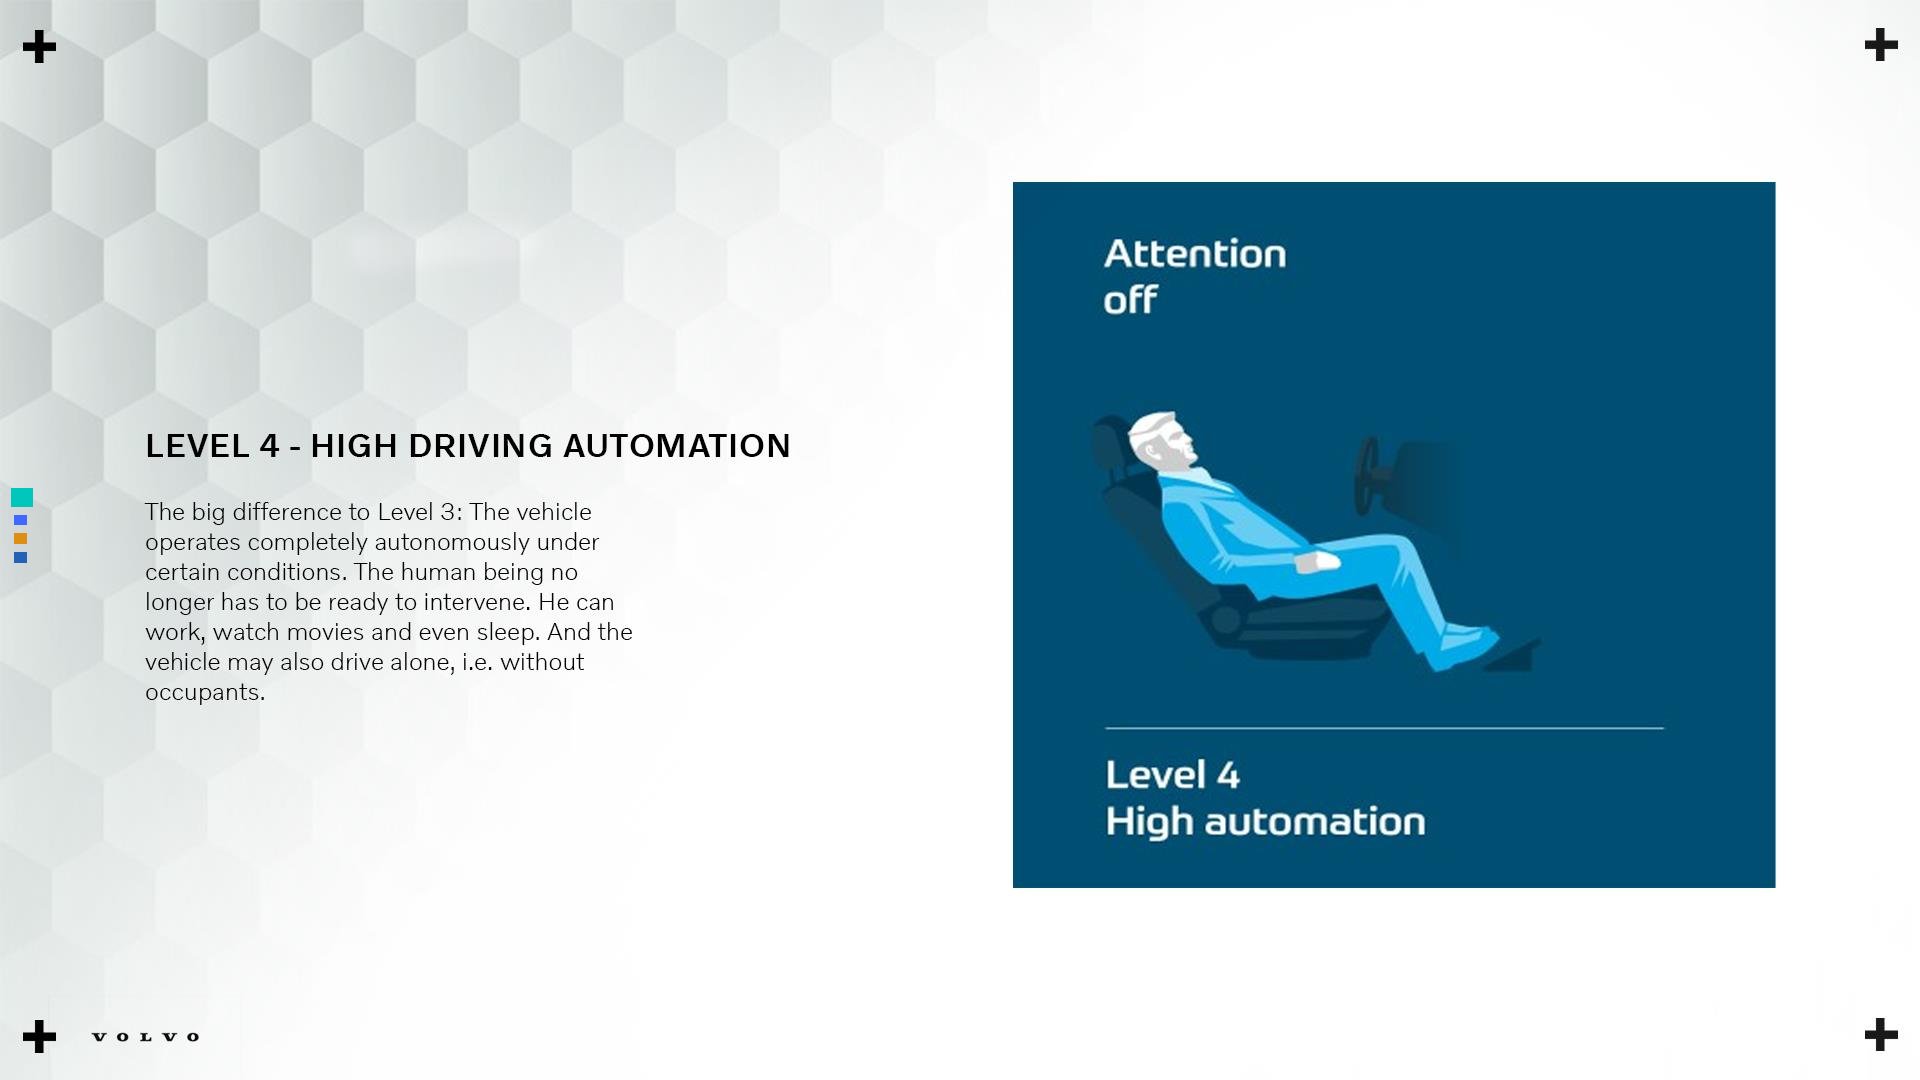 LEVEL 4 - HIGH DRIVING AUTOMATION
The big difference to Level 3: The vehicle
operates completely autonomously under
certain conditions. The human being no
longer has to be ready to intervene. He can
work, watch movies and even sleep. And the
vehicle may also drive alone, i.e. without
occupants.
Attention
off
Level 4
High automation
VOLVO